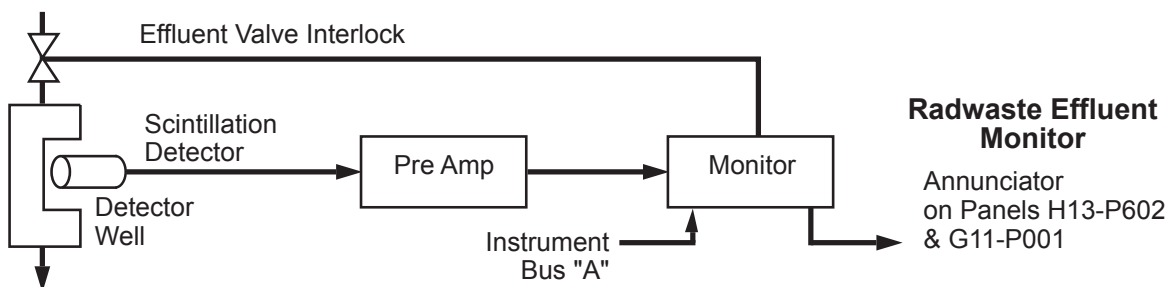 Effluent Valve Interlock
Scintillation
Detector
Detector
Well
Pre Amp
Monitor
Instrument
Bus "A"
Radwaste Effluent
Monitor
Annunciator
on Panels H13-P602
& G11-P001